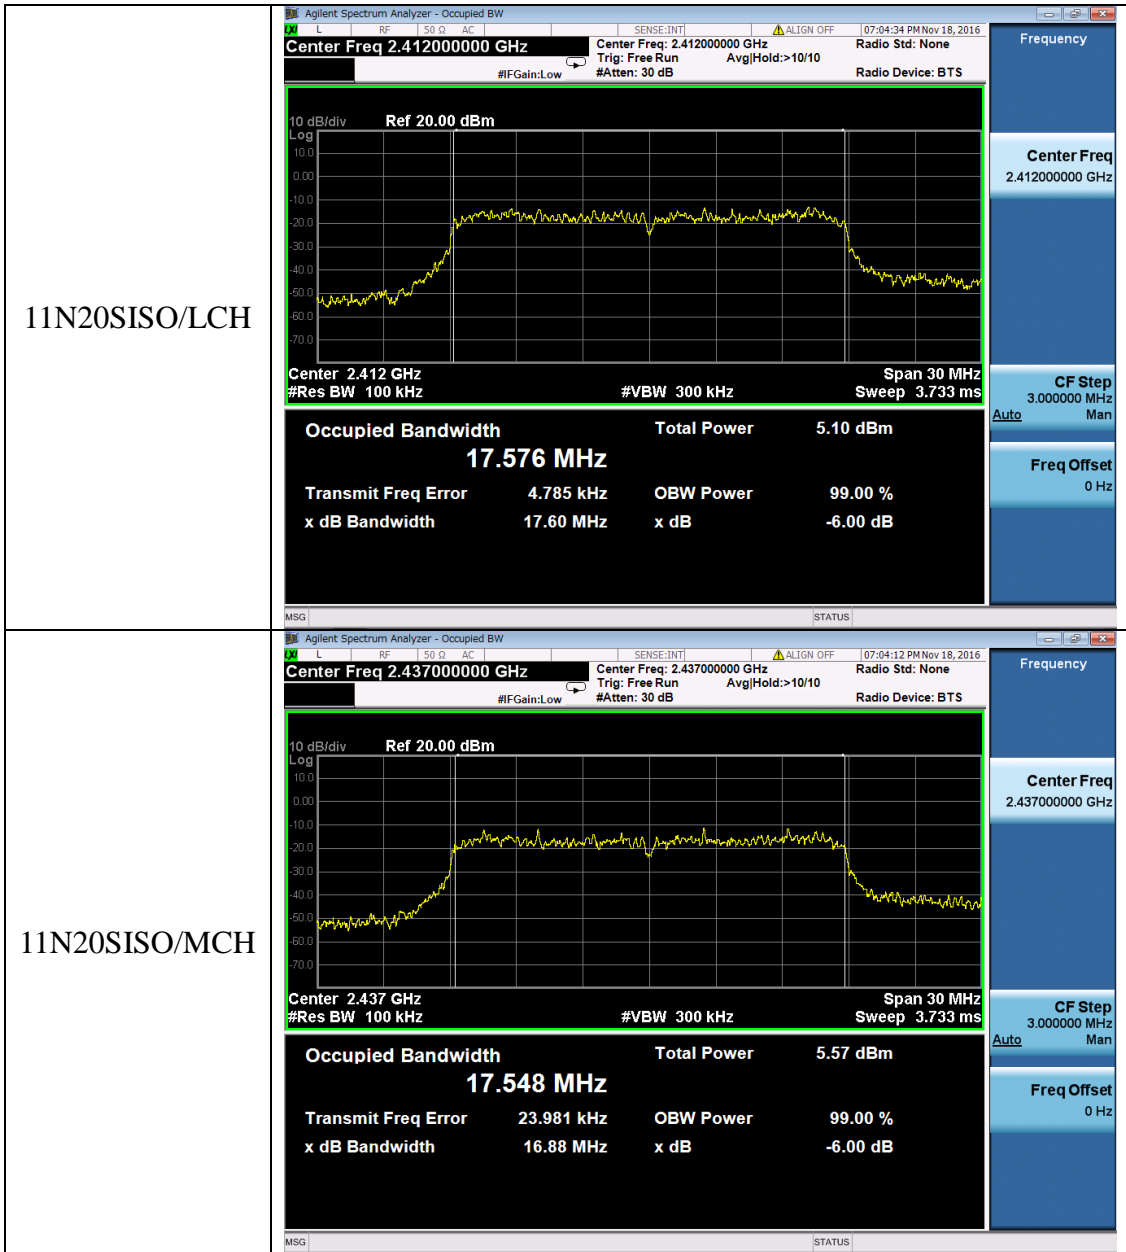 11N20SISO/LCH
Agilent Spectrum Analyzer - Occupied BW
LXI L RF 50 Ω AC SENSE:INT ALIGN OFF 07:04:34 PM Nov 18, 2016
Center Freq 2.412000000 GHz
Center Freq: 2.412000000 GHz Radio Std: None
Trig: Free Run Avg|Hold:>10/10
#IFGain:Low #Atten: 30 dB Radio Device: BTS
Frequency
10 dB/div Ref 20.00 dBm
Log
10.0
0.00
-10.0
-20.0
-30.0
-40.0
-50.0
-60.0
-70.0
Center 2.412 GHz Span 30 MHz
#Res BW 100 kHz #VBW 300 kHz Sweep 3.733 ms
Center Freq
2.412000000 GHz
CF Step
3.000000 MHz
Auto Man
Freq Offset
0 Hz
Occupied Bandwidth Total Power 5.10 dBm
17.576 MHz
Transmit Freq Error 4.785 kHz OBW Power 99.00 %
x dB Bandwidth 17.60 MHz x dB -6.00 dB
MSG STATUS
11N20SISO/MCH
Agilent Spectrum Analyzer - Occupied BW
LXI L RF 50 Ω AC SENSE:INT ALIGN OFF 07:04:12 PM Nov 18, 2016
Center Freq 2.437000000 GHz
Center Freq: 2.437000000 GHz Radio Std: None
Trig: Free Run Avg|Hold:>10/10
#IFGain:Low #Atten: 30 dB Radio Device: BTS
Frequency
10 dB/div Ref 20.00 dBm
Log
10.0
0.00
-10.0
-20.0
-30.0
-40.0
-50.0
-60.0
-70.0
Center 2.437 GHz Span 30 MHz
#Res BW 100 kHz #VBW 300 kHz Sweep 3.733 ms
Center Freq
2.437000000 GHz
CF Step
3.000000 MHz
Auto Man
Freq Offset
0 Hz
Occupied Bandwidth Total Power 5.57 dBm
17.548 MHz
Transmit Freq Error 23.981 kHz OBW Power 99.00 %
x dB Bandwidth 16.88 MHz x dB -6.00 dB
MSG STATUS